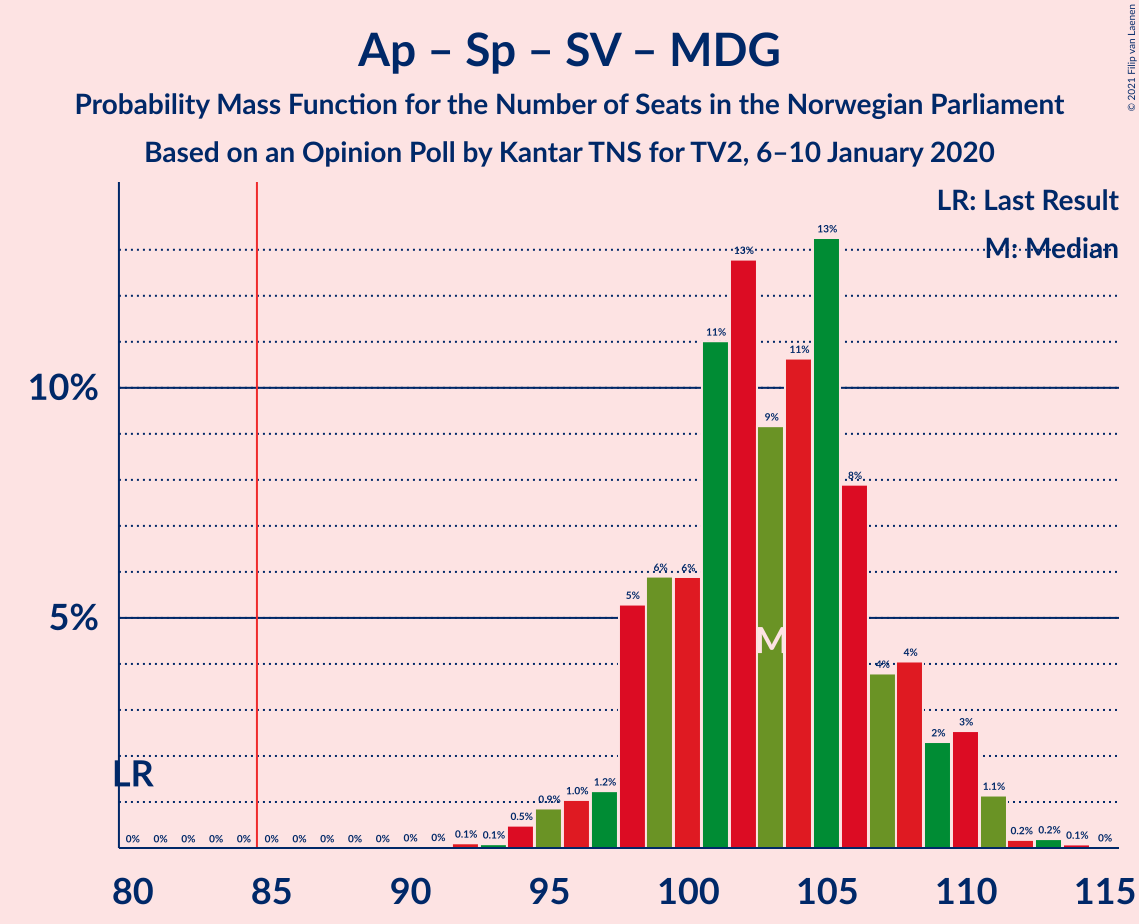 Ap – Sp – SV – MDG
Probability Mass Function for the Number of Seats in the Norwegian Parliament
Based on an Opinion Poll by Kantar TNS for TV2, 6–10 January 2020
© 2021 Filip van Laenen
LR: Last Result
M: Median
10%
5%
LR
M
0% 0% 0% 0% 0% 0% 0% 0% 0% 0% 0% 0% 0.1% 0.1% 0.5% 0.9% 1.0% 1.2% 5% 6% 6% 11% 13% 9% 11% 13% 8% 4% 4% 2% 3% 1.1% 0.2% 0.2% 0.1% 0%
80 85 90 95 100 105 110 115